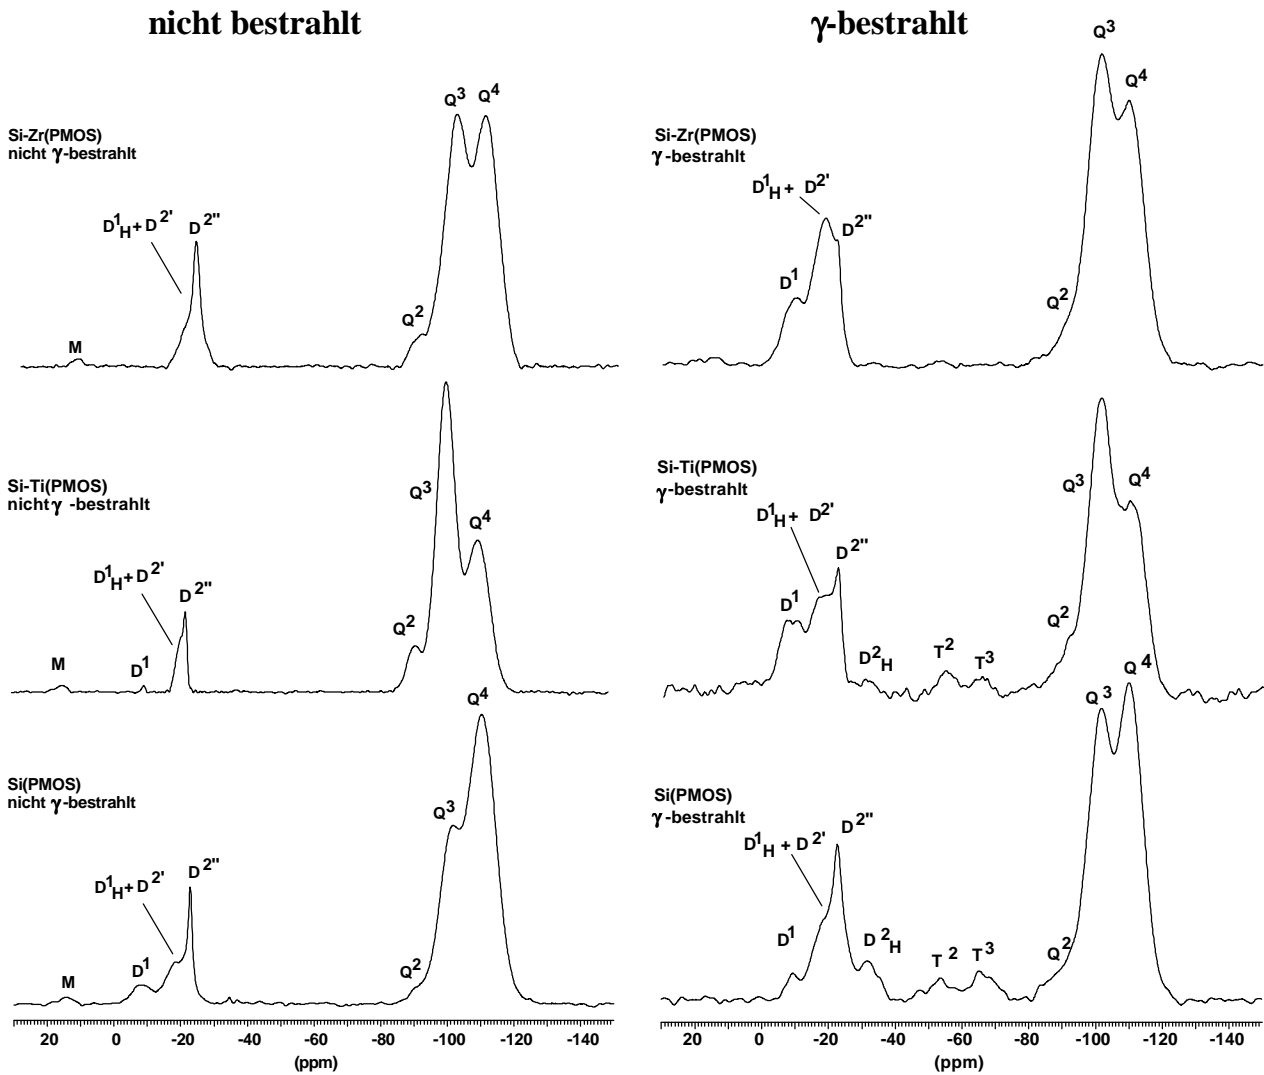 nicht bestrahlt
Si-Zr(PMOS)
nicht γ-bestrahlt
M
D¹H + D²'
D²''
Q²
Q³
Q⁴
Si-Ti(PMOS)
nicht γ -bestrahlt
M
D¹
D¹H + D²'
D²''
Q²
Q³
Q⁴
Si(PMOS)
nicht γ-bestrahlt
M
D¹
D¹H + D²'
D²''
Q²
Q³
Q⁴
20 0 -20 -40 -60 -80 -100 -120 -140
(ppm)
γ-bestrahlt
Si-Zr(PMOS)
γ -bestrahlt
D¹
D¹H + D²'
D²''
Q²
Q³
Q⁴
Si-Ti(PMOS)
γ -bestrahlt
D¹
D¹H + D²'
D²''
D²H
T²
T³
Q²
Q³
Q⁴
Si(PMOS)
γ -bestrahlt
D¹
D¹H + D²'
D²''
D²H
T²
T³
Q²
Q³
Q⁴
20 0 -20 -40 -60 -80 -100 -120 -140
(ppm)